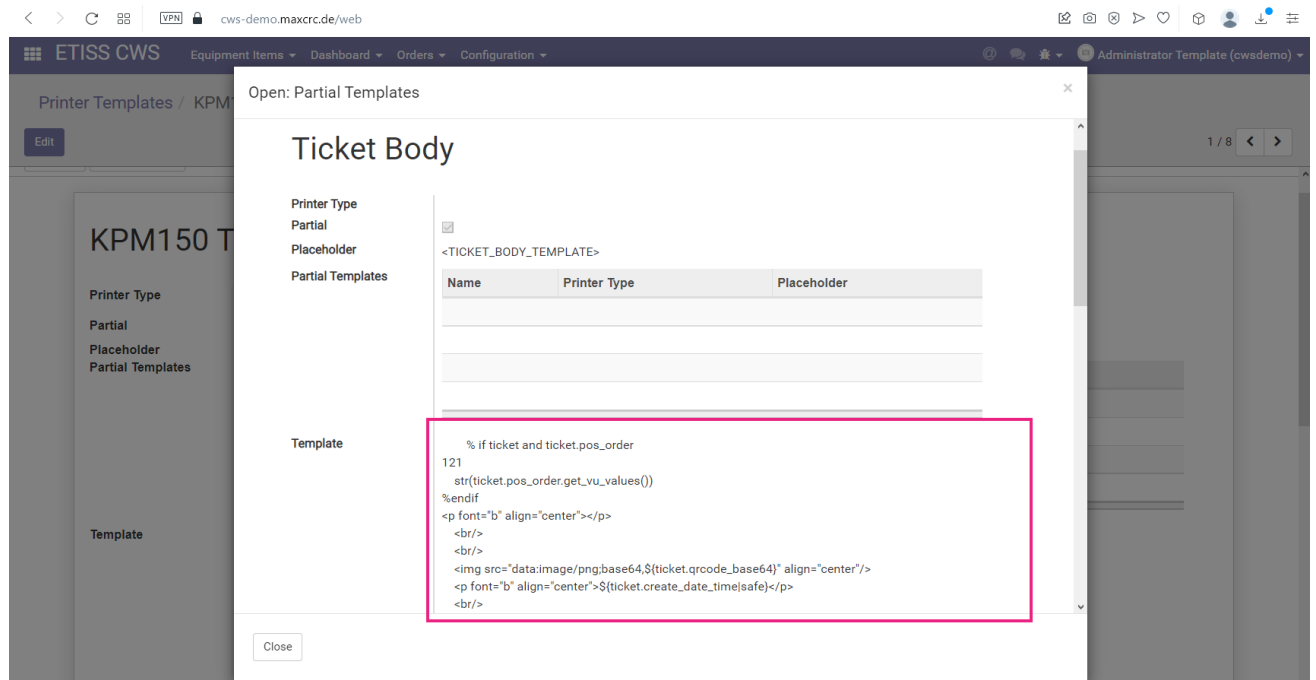 VPN cws-demo.maxcrc.de/web
ETISS CWS Equipment Items Dashboard Orders Configuration Administrator Template (cwsdemo)
Printer Templates / KPM1
Edit
1 / 8
Open: Partial Templates ×
Ticket Body
Printer Type
Partial
Placeholder <TICKET_BODY_TEMPLATE>
Partial Templates
Name Printer Type Placeholder
Template
% if ticket and ticket.pos_order
121
str(ticket.pos_order.get_vu_values())
%endif
<p font="b" align="center"></p>
<br/>
<br/>
<img src="data:image/png;base64,${ticket.qrcode_base64}" align="center"/>
<p font="b" align="center">${ticket.create_date_time|safe}</p>
<br/>
Close
KPM150 T
Printer Type
Partial
Placeholder
Partial Templates
Template